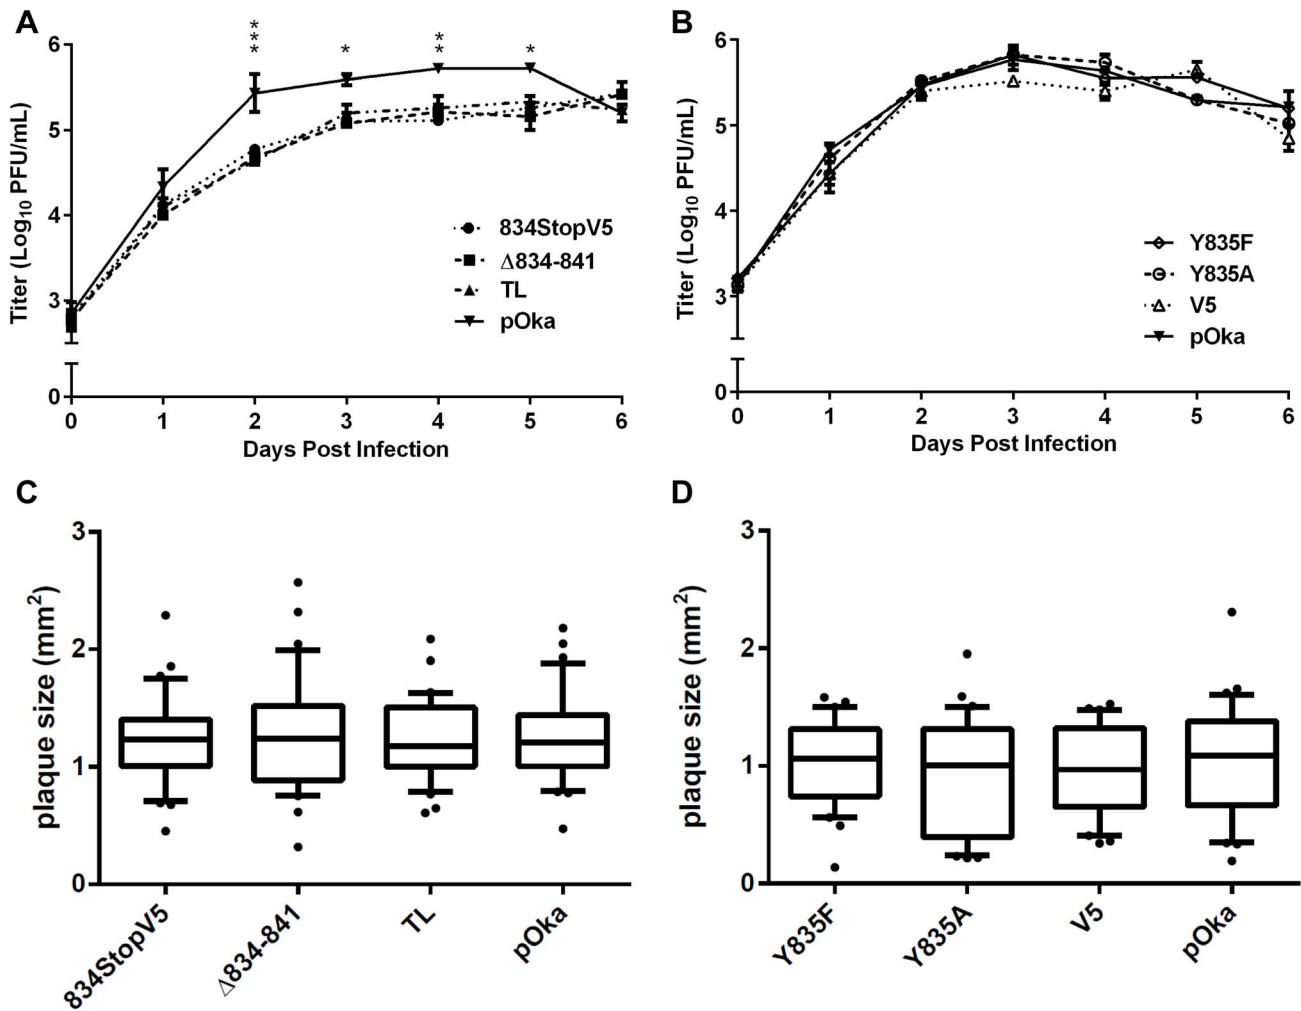 A
***
*
**
*
6
5
4
3
0
Titer (Log10 PFU/mL)
834StopV5
Δ834-841
TL
pOka
0 1 2 3 4 5 6
Days Post Infection
B
6
5
4
3
0
Titer (Log10 PFU/mL)
Y835F
Y835A
V5
pOka
0 1 2 3 4 5 6
Days Post Infection
C
3
2
1
0
plaque size (mm2)
834StopV5
Δ834-841
TL
pOka
D
3
2
1
0
plaque size (mm2)
Y835F
Y835A
V5
pOka